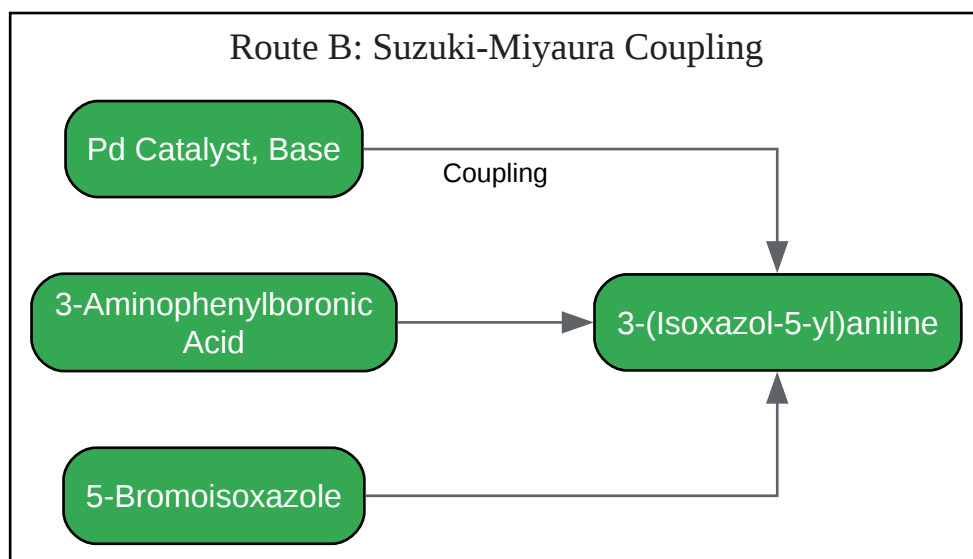 Route B: Suzuki-Miyaura Coupling
Pd Catalyst, Base
Coupling
3-Aminophenylboronic
Acid
3-(Isoxazol-5-yl)aniline
5-Bromoisoxazole